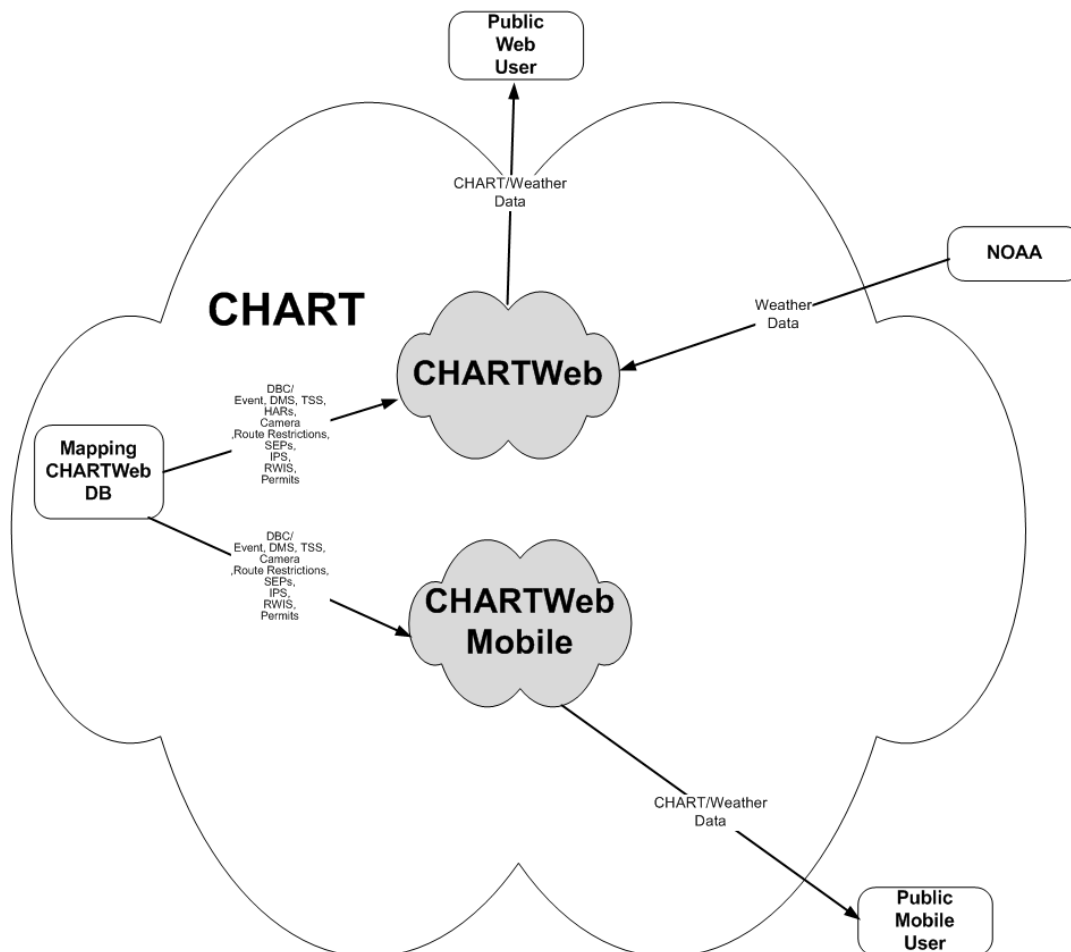 Public
Web
User
CHART/Weather
Data
NOAA
Weather
Data
CHART
CHARTWeb
DBC/
Event, DMS, TSS,
HARs,
Camera
,Route Restrictions,
SEPs,
IPS,
RWIS,
Permits
Mapping
CHARTWeb
DB
DBC/
Event, DMS, TSS,
Camera
,Route Restrictions,
SEPs,
IPS,
RWIS,
Permits
CHARTWeb
Mobile
CHART/Weather
Data
Public
Mobile
User